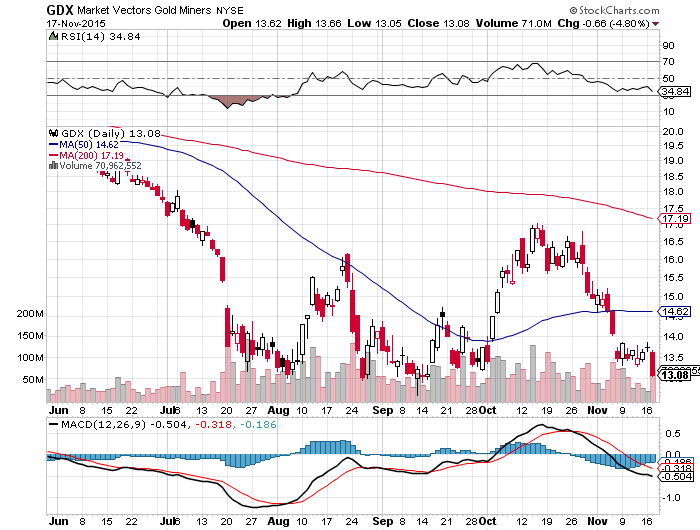 GDX Market Vectors Gold Miners NYSE © StockCharts.com
17-Nov-2015 Open 13.62 High 13.66 Low 13.05 Close 13.08 Volume 71.0M Chg -0.66 (-4.80%)
RSI(14) 34.84
90
70
50
34.84
30
10
GDX (Daily) 13.08
MA(50) 14.62
MA(200) 17.19
Volume 70,962,552
20.0
19.5
19.0
18.5
18.0
17.5
17.19
16.5
16.0
15.5
15.0
14.62
14.0
13.5
13.08
200M
150M
100M
50M
Jun 8 15 22 Jul 6 13 20 27 Aug 10 17 24 Sep 8 14 21 28 Oct 12 19 26 Nov 9 16
MACD(12,26,9) -0.504, -0.318, -0.186
0.5
0.0
-0.186
-0.318
-0.504
-1.0
Jun 8 15 22 Jul 6 13 20 27 Aug 10 17 24 Sep 8 14 21 28 Oct 12 19 26 Nov 9 16